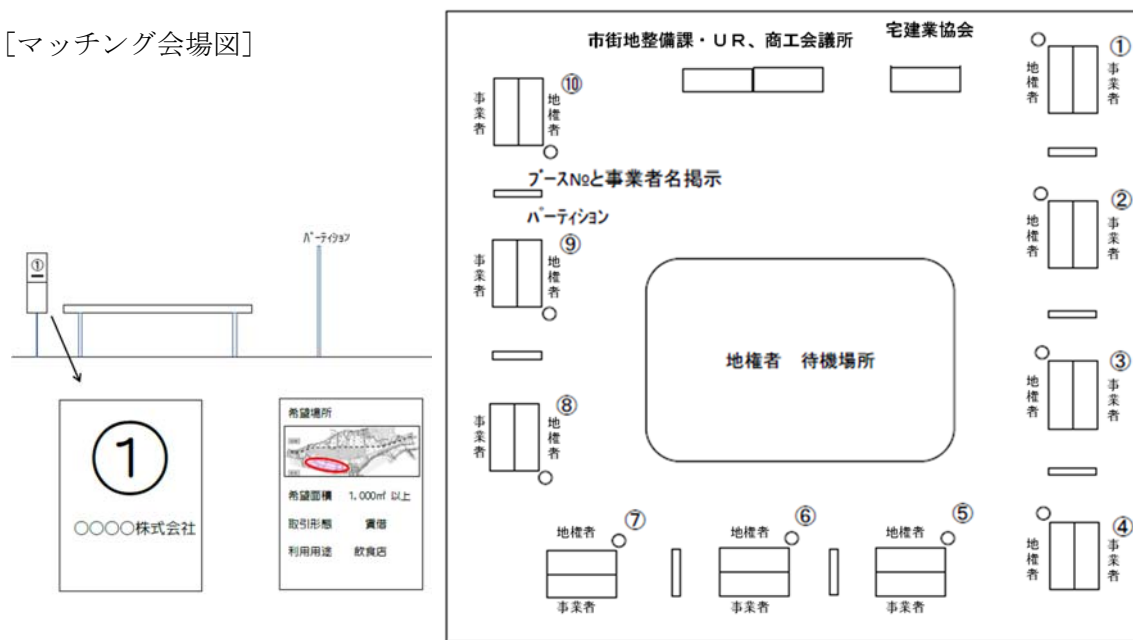 [マッチング会場図]
市街地整備課・UR、商工会議所
宅建業協会
①
地権者
事業者
②
地権者
事業者
③
地権者
事業者
④
地権者
事業者
⑤
地権者
事業者
⑥
地権者
事業者
⑦
地権者
事業者
⑧
事業者
地権者
⑨
事業者
地権者
⑩
事業者
地権者
ブース№と事業者名掲示
パーティション
地権者 待機場所
パーティション
①
①
○○○○株式会社
希望場所
希望面積 1,000㎡ 以上
取引形態 賃借
利用用途 飲食店